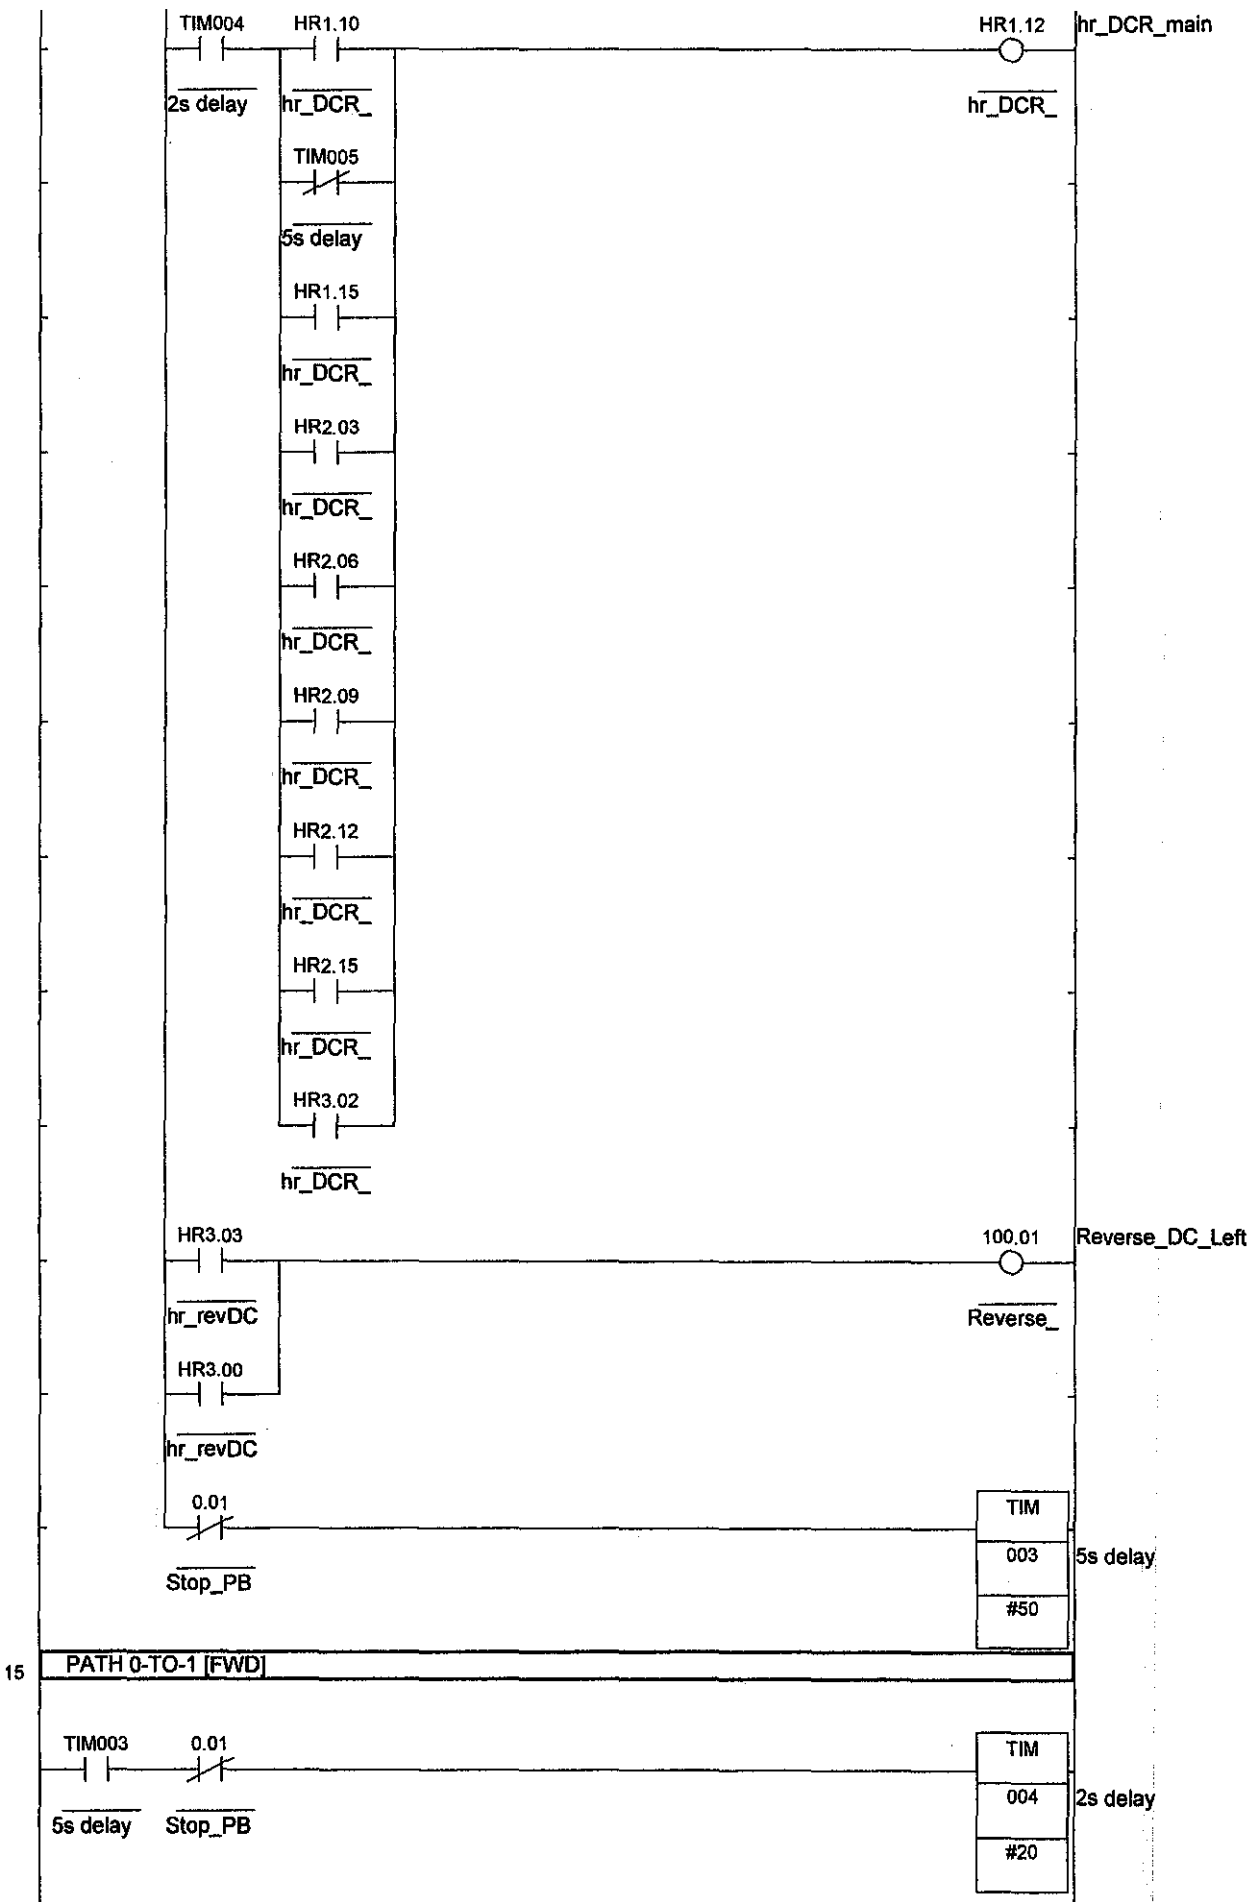 TIM004 HR1.10 HR1.12 hr_DCR_main
2s delay hr_DCR_ hr_DCR_
TIM005
5s delay
HR1.15
hr_DCR_
HR2.03
hr_DCR_
HR2.06
hr_DCR_
HR2.09
hr_DCR_
HR2.12
hr_DCR_
HR2.15
hr_DCR_
HR3.02
hr_DCR_
HR3.03 100.01 Reverse_DC_Left
hr_revDC Reverse_
HR3.00
hr_revDC
0.01 TIM
003 5s delay
Stop_PB
#50
15 PATH 0-TO-1 [FWD]
TIM003 0.01 TIM
004 2s delay
5s delay Stop_PB
#20